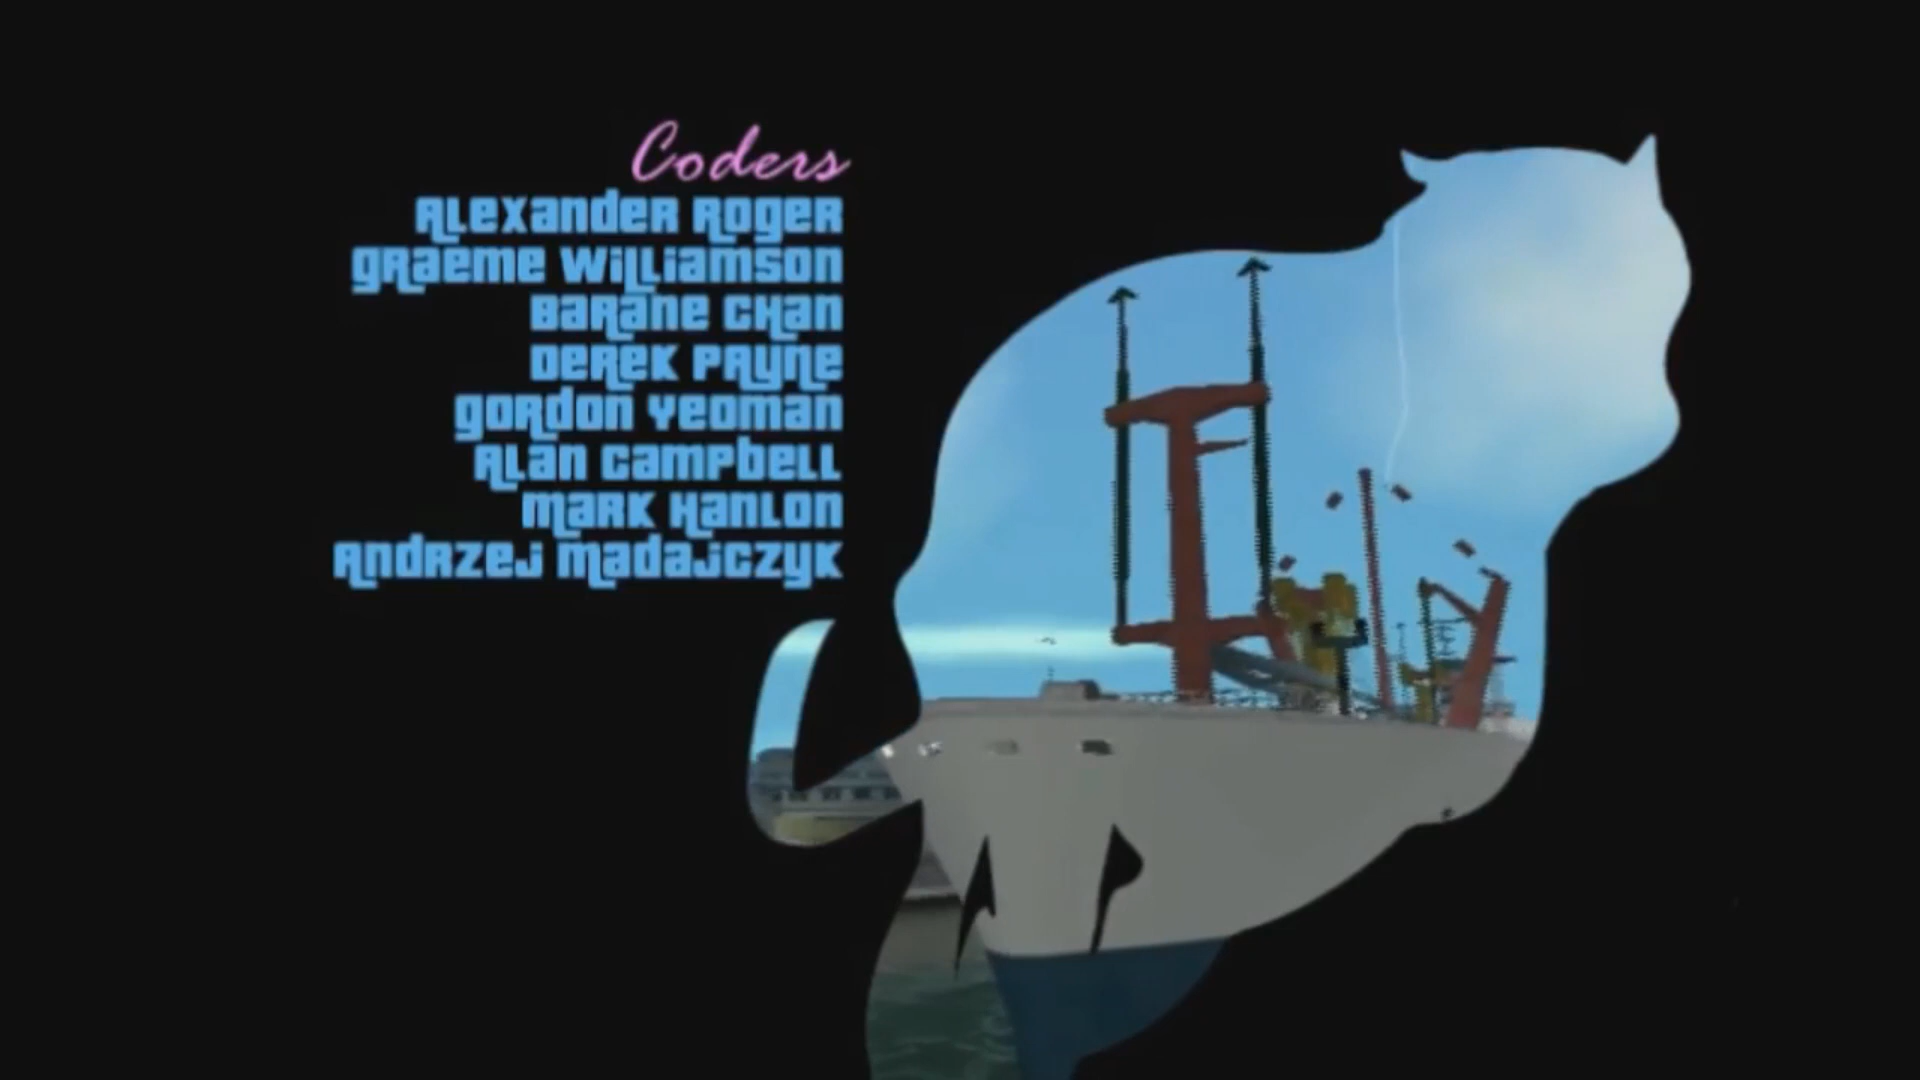 Coders
Alexander Roger
Graeme Williamson
Barane Chan
Derek Payne
Gordon Yeoman
Alan Campbell
Mark Hanlon
Andrzej Madajczyk